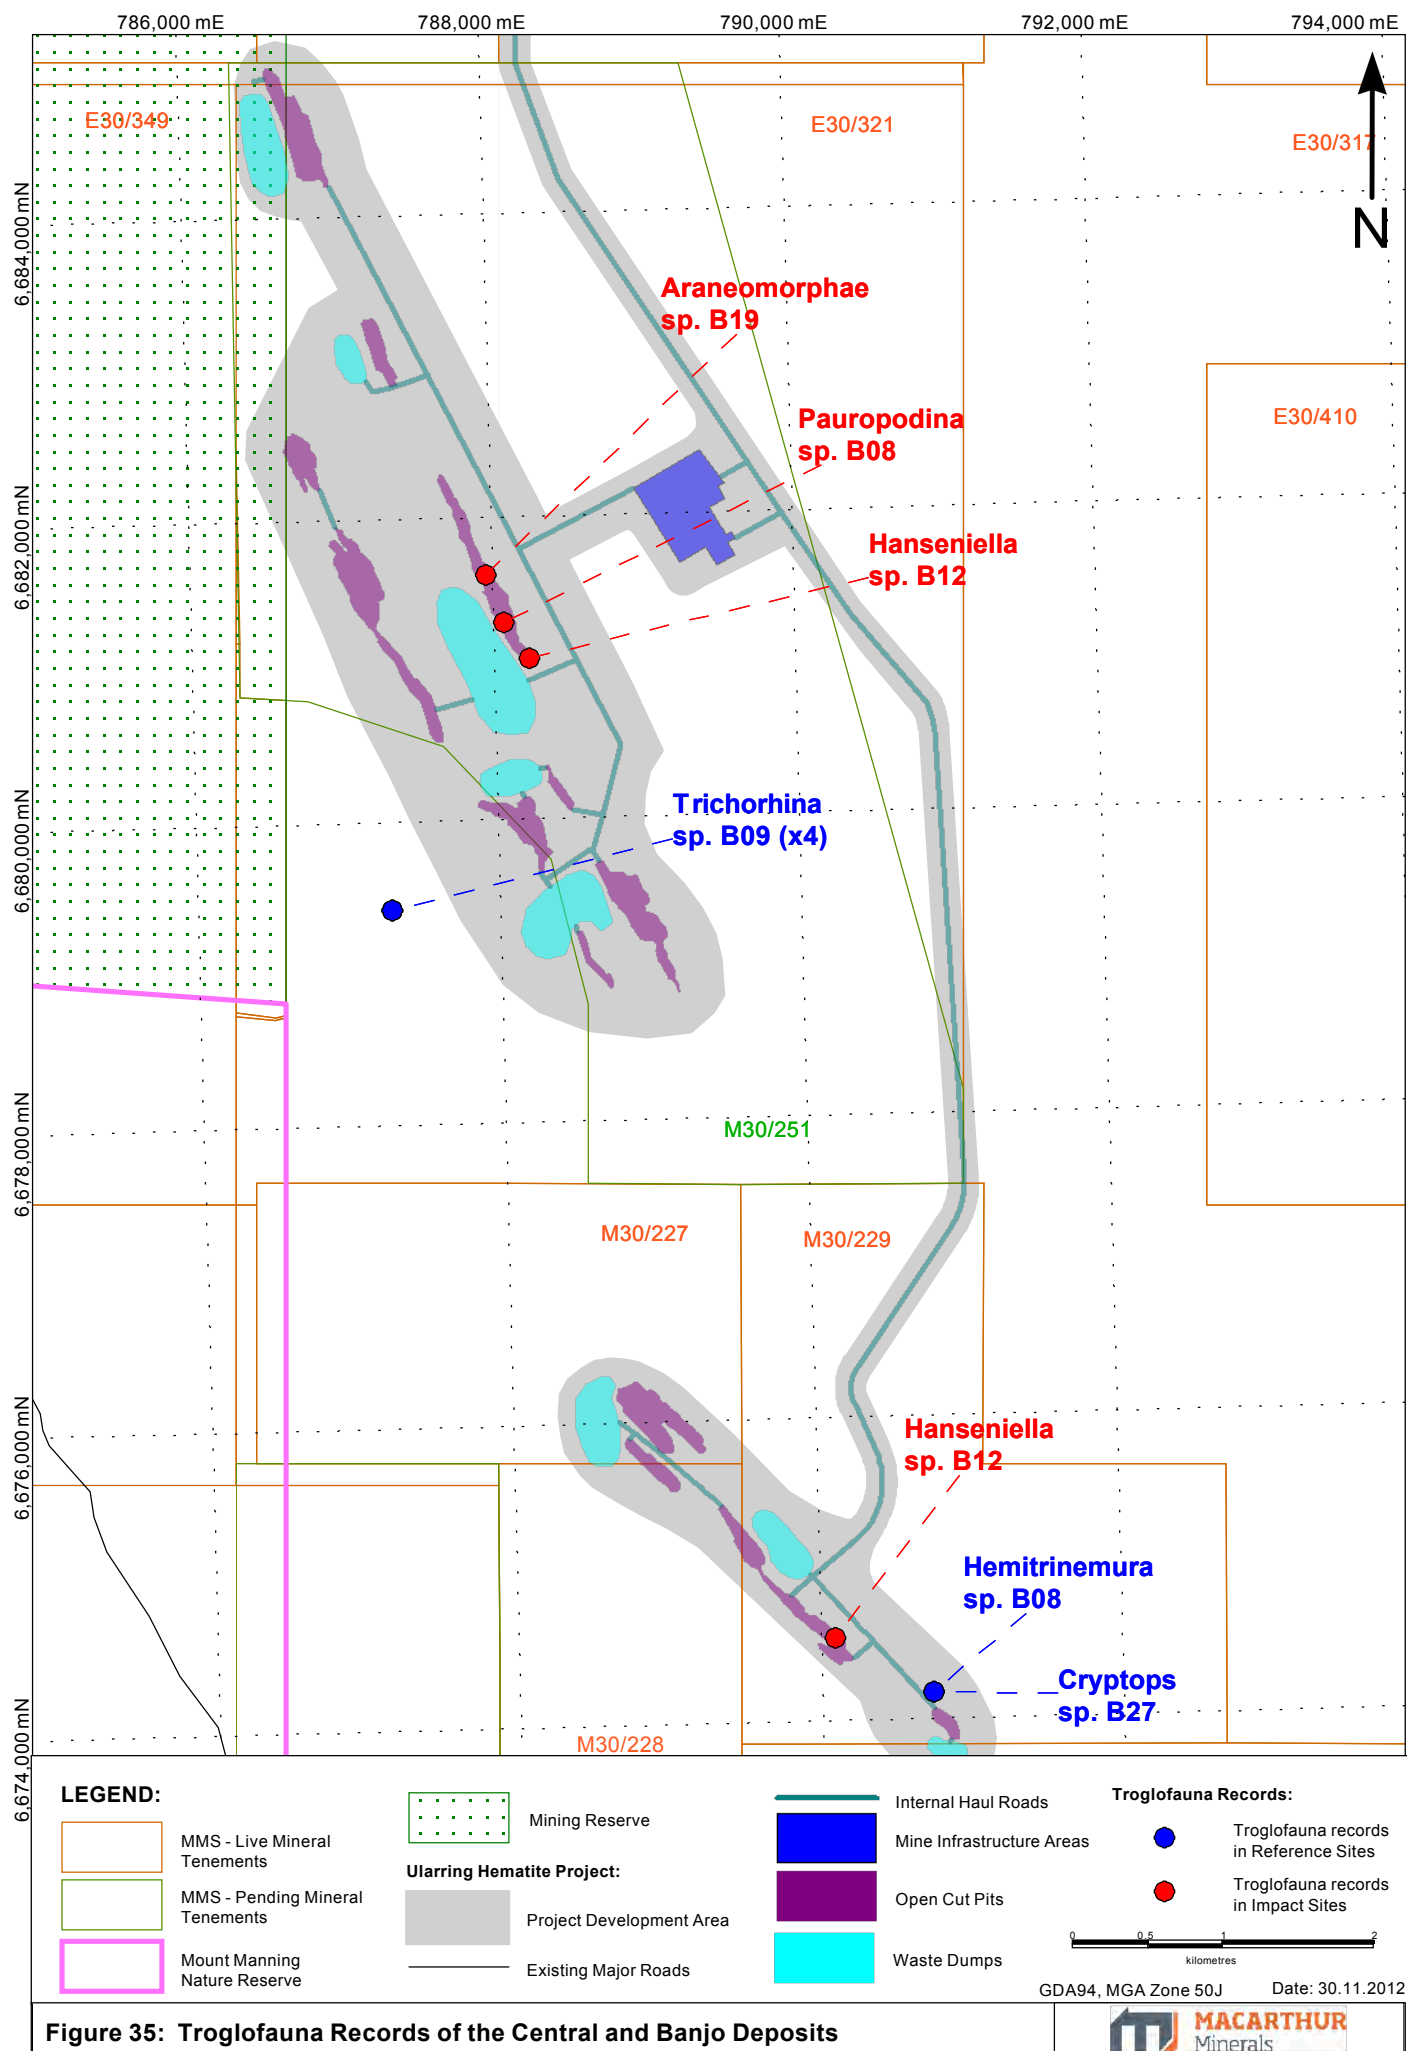 786,000 mE
788,000 mE
790,000 mE
792,000 mE
794,000 mE
E30/349
E30/321
E30/317
N
6,684,000 mN
Araneomorphae
sp. B19
Pauropodina
sp. B08
E30/410
6,682,000 mN
Hanseniella
sp. B12
Trichorhina
sp. B09 (x4)
6,680,000 mN
M30/251
6,678,000 mN
M30/227
M30/229
6,676,000 mN
Hanseniella
sp. B12
Hemitrinemura
sp. B08
Cryptops
sp. B27
M30/228
6,674,000 mN
LEGEND:
MMS - Live Mineral
Tenements
MMS - Pending Mineral
Tenements
Mount Manning
Nature Reserve
Mining Reserve
Ularring Hematite Project:
Project Development Area
Existing Major Roads
Internal Haul Roads
Mine Infrastructure Areas
Open Cut Pits
Waste Dumps
Troglofauna Records:
Troglofauna records
in Reference Sites
Troglofauna records
in Impact Sites
0 0.5 1 2
kilometres
GDA94, MGA Zone 50J Date: 30.11.2012
Figure 35: Troglofauna Records of the Central and Banjo Deposits
MACARTHUR
Minerals